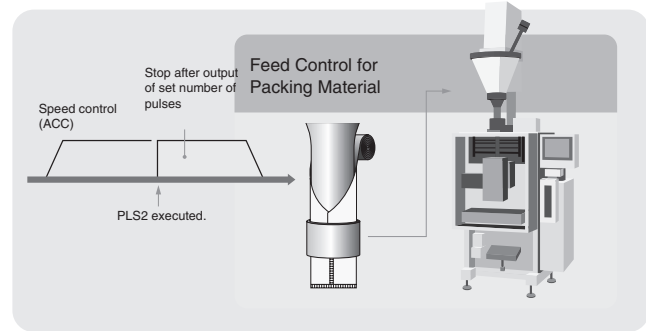 Stop after output
of set number of
pulses
Speed control
(ACC)
PLS2 executed.
Feed Control for
Packing Material